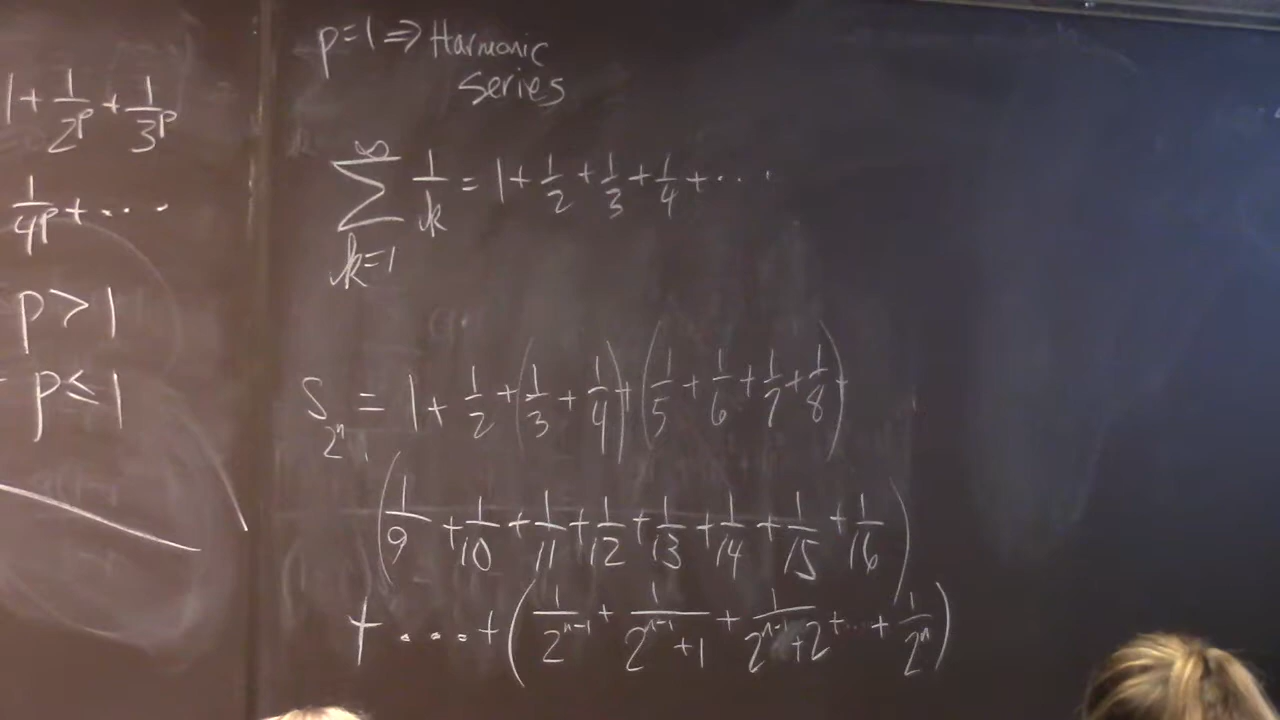 1 + 1/2^p + 1/3^p
1/4^p + ...
p > 1
p ≤ 1
p = 1 ⇒ Harmonic
Series
∑_{k=1}^{∞} 1/k = 1 + 1/2 + 1/3 + 1/4 + ...
S_{2^n} = 1 + 1/2 + (1/3 + 1/4) + (1/5 + 1/6 + 1/7 + 1/8)
(1/9 + 1/10 + 1/11 + 1/12 + 1/13 + 1/14 + 1/15 + 1/16)
+ ... + (1/2^{n-1} + 1/(2^{n-1}+1) + 1/(2^{n-1}+2) + ... + 1/2^n)